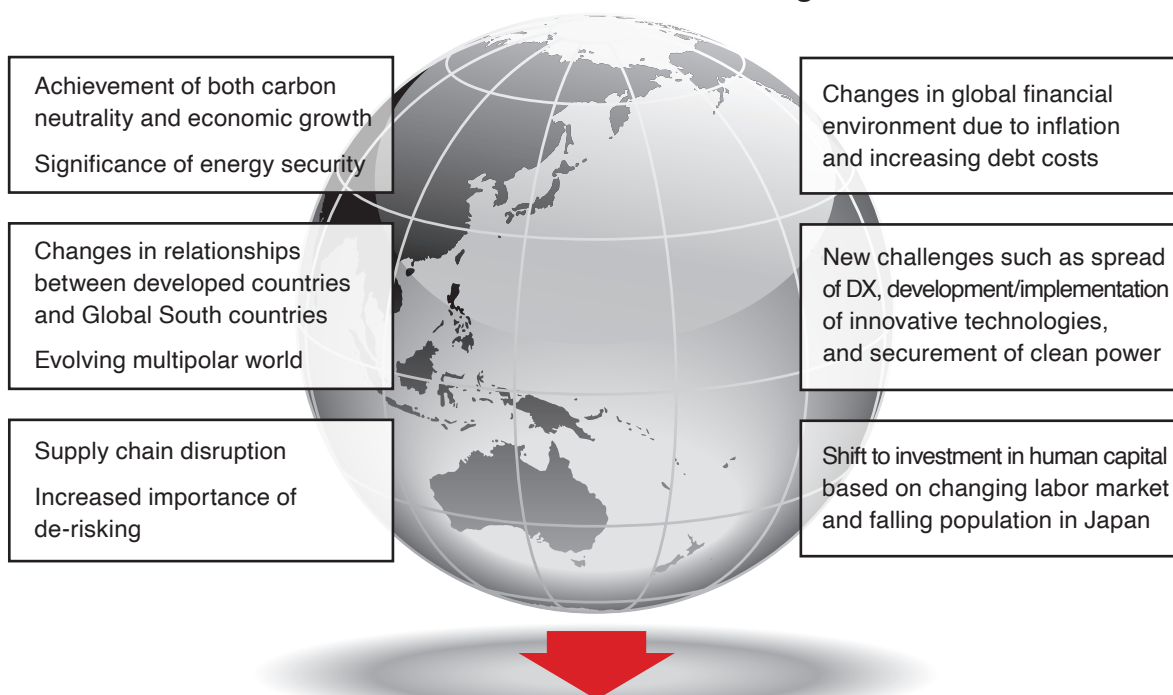 Achievement of both carbon
neutrality and economic growth
Significance of energy security
Changes in relationships
between developed countries
and Global South countries
Evolving multipolar world
Supply chain disruption
Increased importance of
de-risking
Changes in global financial
environment due to inflation
and increasing debt costs
New challenges such as spread
of DX, development/implementation
of innovative technologies,
and securement of clean power
Shift to investment in human capital
based on changing labor market
and falling population in Japan